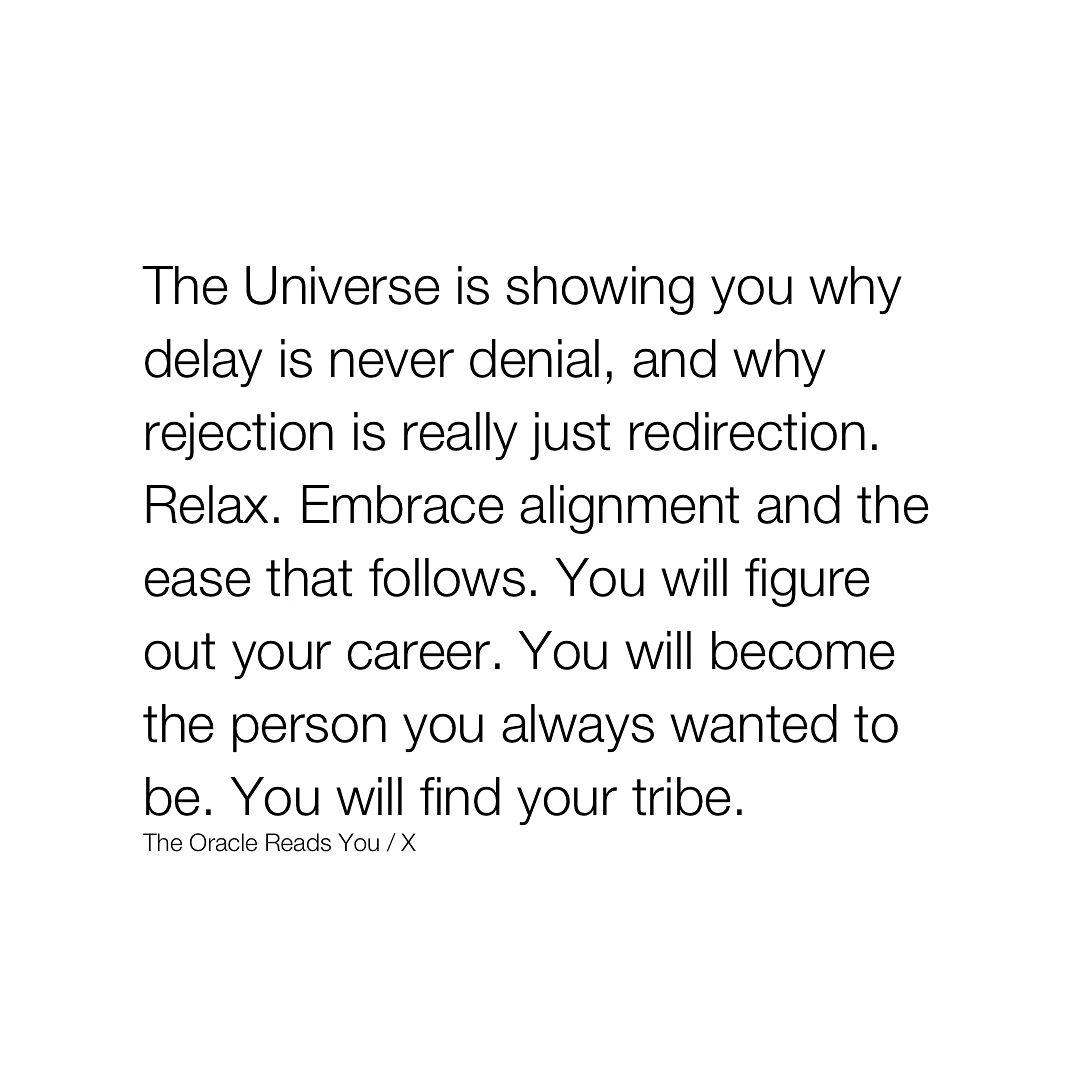 The Universe is showing you why
delay is never denial, and why
rejection is really just redirection.
Relax. Embrace alignment and the
ease that follows. You will figure
out your career. You will become
the person you always wanted to
be. You will find your tribe.
The Oracle Reads You / X